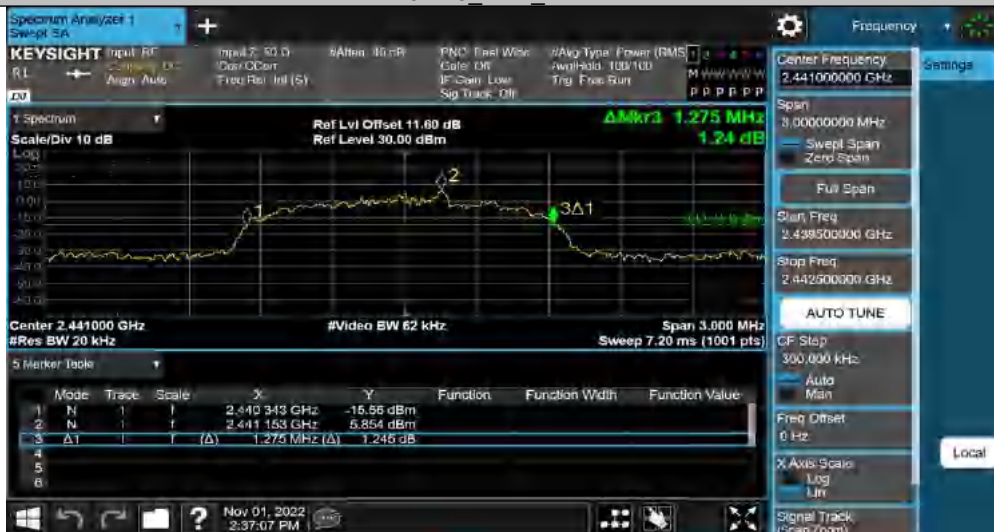 Spectrum Analyzer 1
Swept SA
+
Frequency
KEYSIGHT Input: RF
Input Z: 50 Ω
#Atten: 40 dB
#Avg Type: Power (RMS)
Avg|Hold: 100/100
Trig: Free Run
RL
Align: Auto
Freq Ref: Int (S)
Gate: Off
IF Gain: Low
Sig Track: Off
M W W W W W
P P P P P P
Center Frequency
2.441000000 GHz
Settings
1 Spectrum
Scale/Div 10 dB
Ref Lvl Offset 11.60 dB
Ref Level 30.00 dBm
ΔMkr3 1.275 MHz
1.24 dB
Log
Span
3.00000000 MHz
Swept Span
Zero Span
Full Span
Start Freq
2.439500000 GHz
Stop Freq
2.442500000 GHz
AUTO TUNE
CF Step
300.000 kHz
Auto
Man
Freq Offset
0 Hz
X Axis Scale
Log
Lin
Signal Track
(Span Zoom)
Local
1
2
3Δ1
Center 2.441000 GHz
#Res BW 20 kHz
#Video BW 62 kHz
Span 3.000 MHz
Sweep 7.20 ms (1001 pts)
5 Marker Table
Mode Trace Scale X Y Function Function Width Function Value
1 N 1 f 2.440 343 GHz
2 N 1 f 2.441 153 GHz 5.854 dBm
3 Δ1 1 f (Δ) 1.275 MHz (Δ)
4
5
6
?
Nov 01, 2022
2:37:07 PM